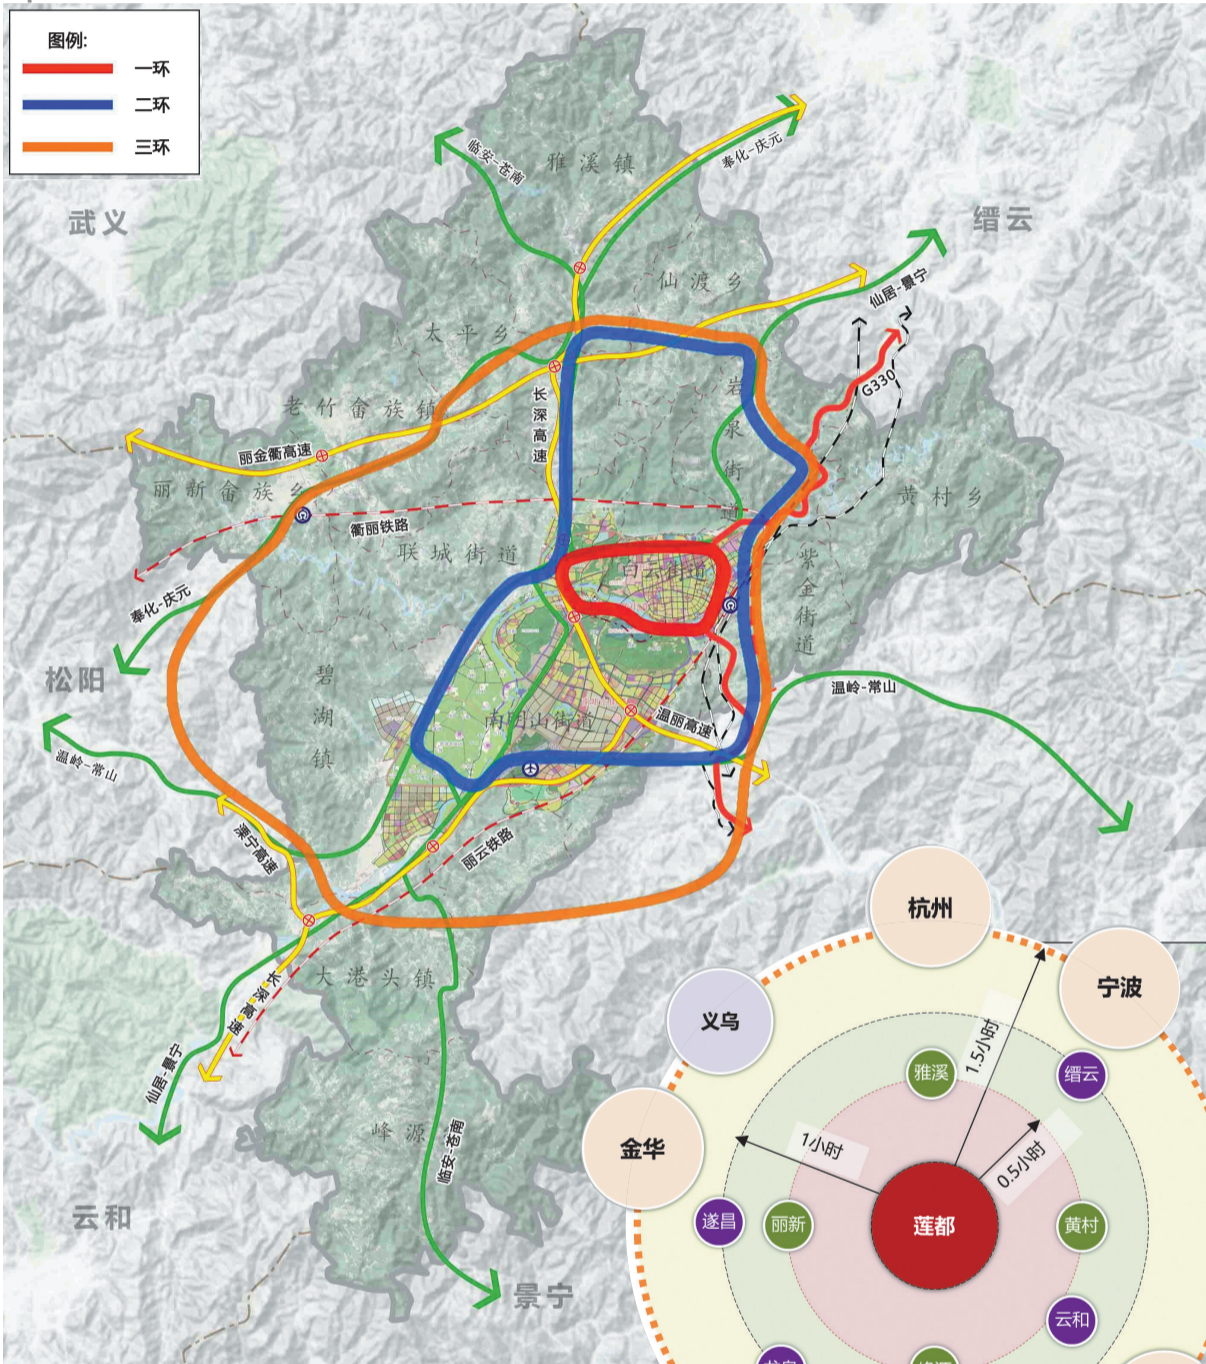 图例:
一环
二环
三环
武义
缙云
临安-苍南
雅溪镇
奉化-庆元
仙渡乡
仙居-景宁
太平乡
G330
岩泉街道
老竹畲族镇
长深高速
丽金衢高速
丽新畲族乡
黄村乡
衢丽铁路
联城街道
白云街道
紫金街道
奉化-庆元
松阳
碧湖镇
温岭-常山
南明山街道
温丽高速
温岭-常山
溧宁高速
丽云铁路
大港头镇
长深高速
仙居-景宁
峰源
临安-苍南
云和
景宁
杭州
宁波
义乌
1.5小时
雅溪
缙云
金华
1小时
0.5小时
遂昌
丽新
莲都
黄村
云和